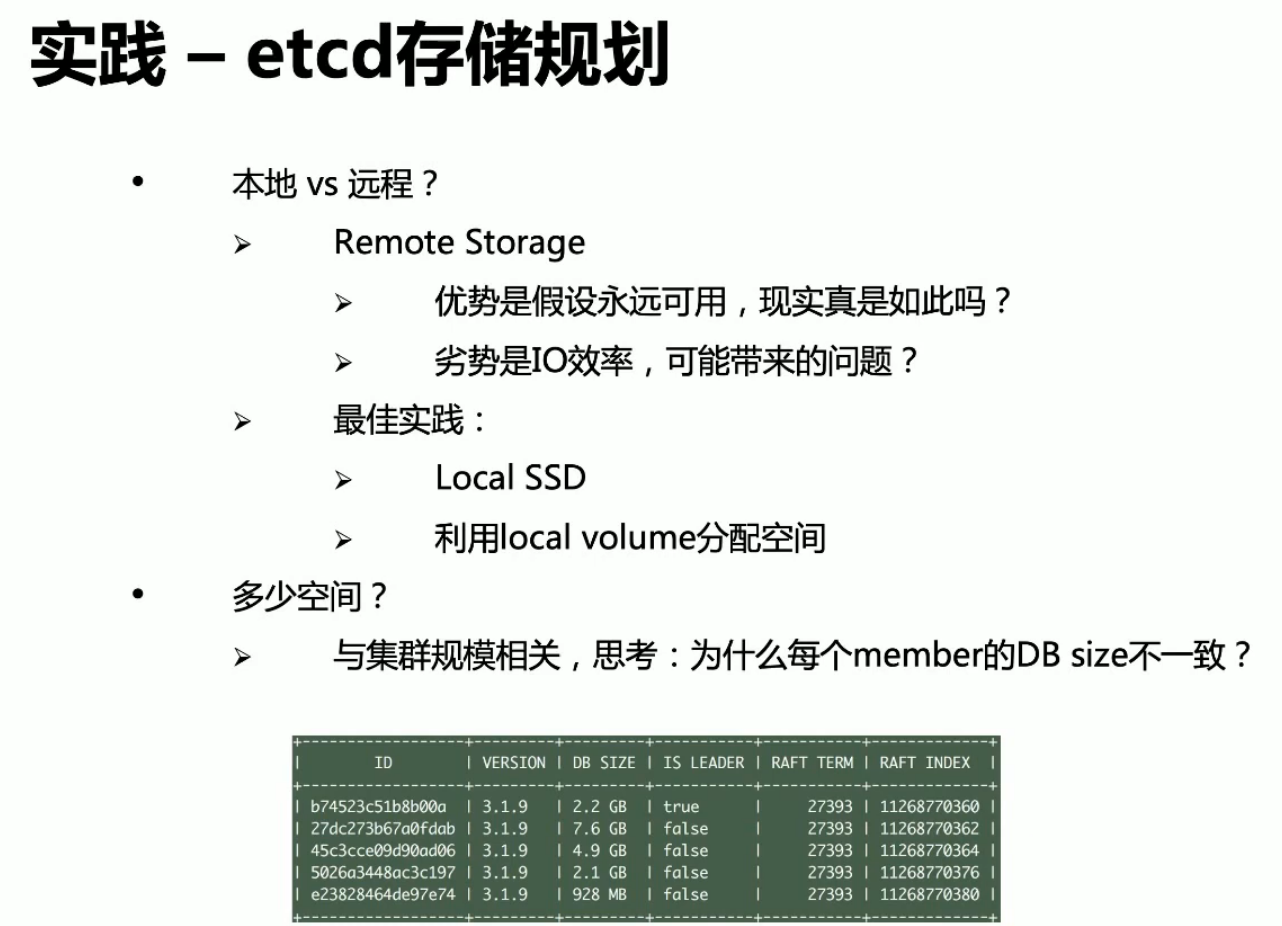 实践 – etcd存储规划
• 本地 vs 远程？
➢ Remote Storage
➢ 优势是假设永远可用，现实真是如此吗？
➢ 劣势是IO效率，可能带来的问题？
➢ 最佳实践：
➢ Local SSD
➢ 利用local volume分配空间
• 多少空间？
➢ 与集群规模相关，思考：为什么每个member的DB size不一致？
+------------------+---------+---------+-----------+-----------+-------------+
| ID | VERSION | DB SIZE | IS LEADER | RAFT TERM | RAFT INDEX |
+------------------+---------+---------+-----------+-----------+-------------+
| b74523c51b8b00a | 3.1.9 | 2.2 GB | true | 27393 | 11268770360 |
| 27dc273b67a0fdab | 3.1.9 | 7.6 GB | false | 27393 | 11268770362 |
| 45c3cce09d90ad06 | 3.1.9 | 4.9 GB | false | 27393 | 11268770364 |
| 5026a3448ac3c197 | 3.1.9 | 2.1 GB | false | 27393 | 11268770376 |
| e23828464de97e74 | 3.1.9 | 928 MB | false | 27393 | 11268770380 |
+------------------+---------+---------+-----------+-----------+-------------+